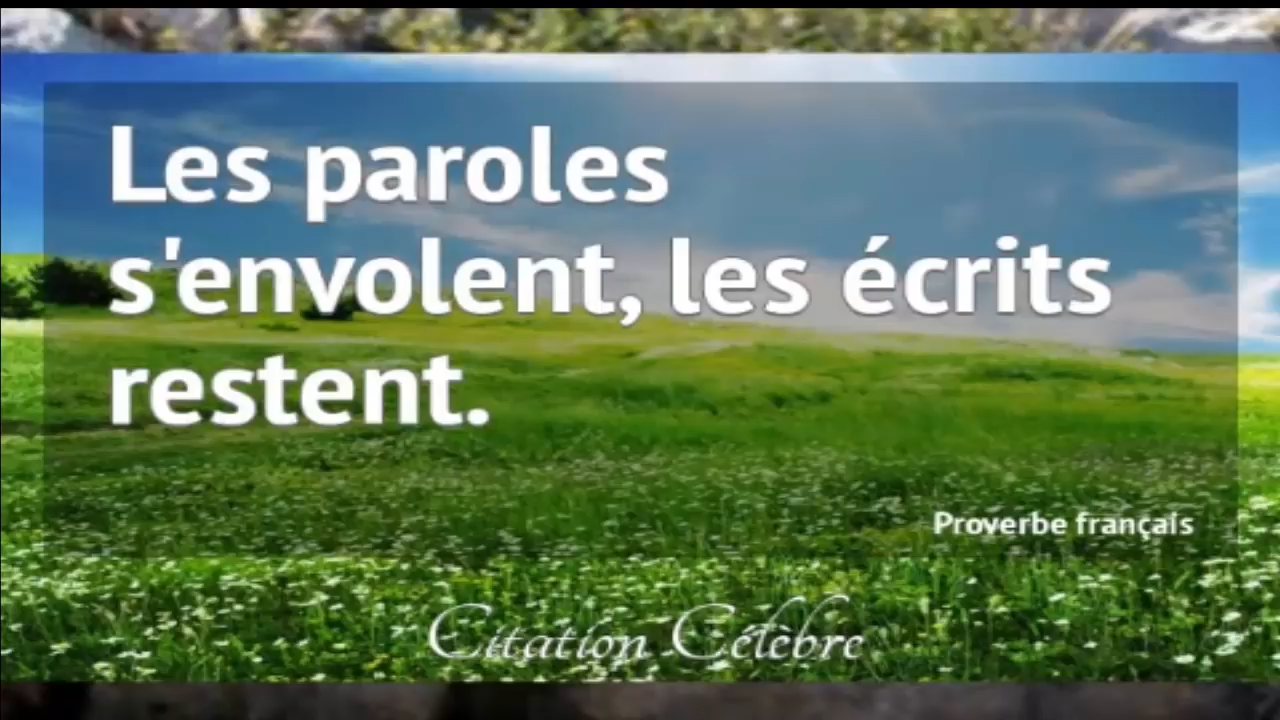 Les paroles
s'envolent, les écrits
restent.
Proverbe français
Citation Célèbre